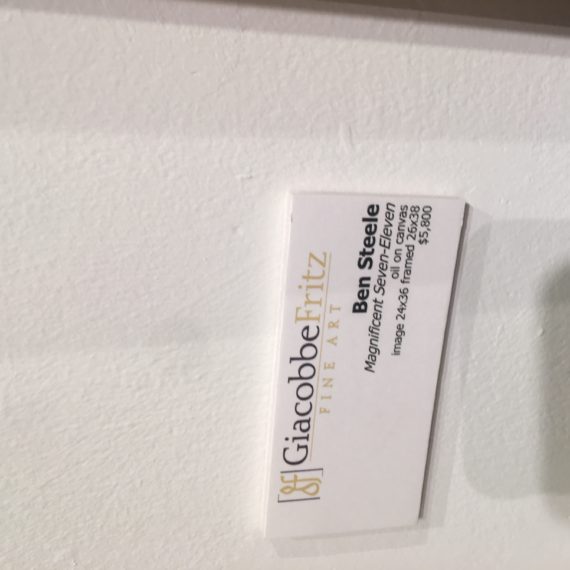 GiacobbeFritz
FINE ART
Ben Steele
Magnificent Seven-Eleven
oil on canvas
image 24x36 framed 26x38
$5,800